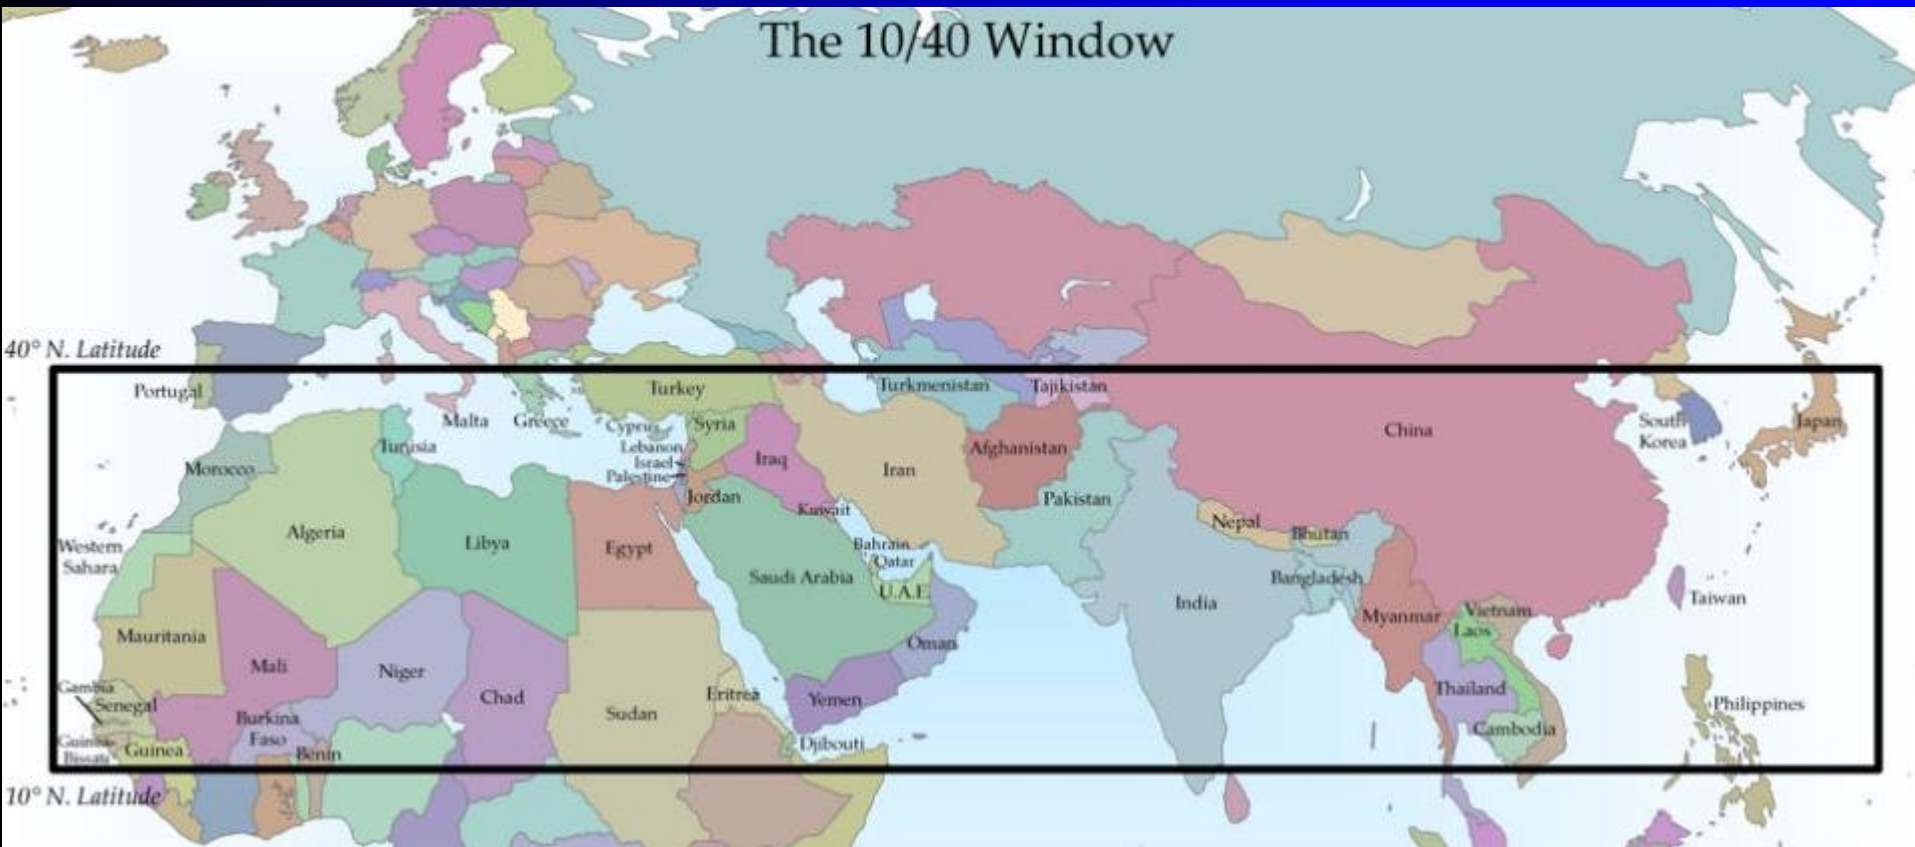 The 10/40 Window
40° N. Latitude
Portugal
Turkey
Turkmenistan
Tajikistan
Malta
Greece
Cyprus
Syria
South
Korea
Japan
China
Morocco
Tunisia
Lebanon
Israel
Palestine
Iraq
Iran
Afghanistan
Jordan
Pakistan
Kuwait
Algeria
Libya
Egypt
Nepal
Bhutan
Western
Sahara
Bahrain
Qatar
Saudi Arabia
U.A.E.
Bangladesh
India
Taiwan
Myanmar
Vietnam
Laos
Mauritania
Mali
Niger
Oman
Chad
Gambia
Senegal
Eritrea
Yemen
Thailand
Philippines
Burkina
Faso
Sudan
Cambodia
Guinea-
Bissau
Guinea
Benin
Djibouti
10° N. Latitude